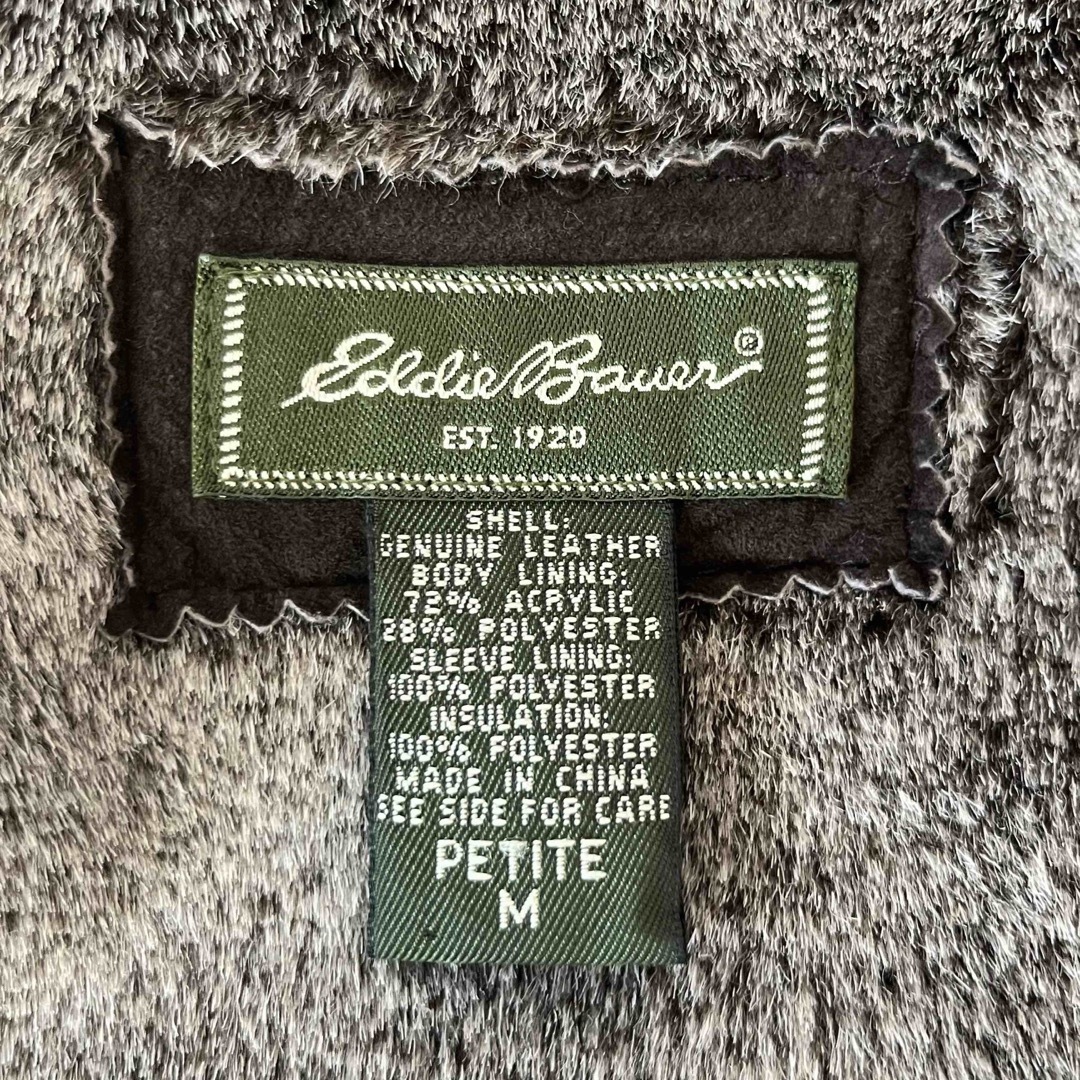 Eddie Bauer®
EST. 1920
SHELL:
GENUINE LEATHER
BODY LINING:
72% ACRYLIC
28% POLYESTER
SLEEVE LINING:
100% POLYESTER
INSULATION:
100% POLYESTER
MADE IN CHINA
SEE SIDE FOR CARE
PETITE
M